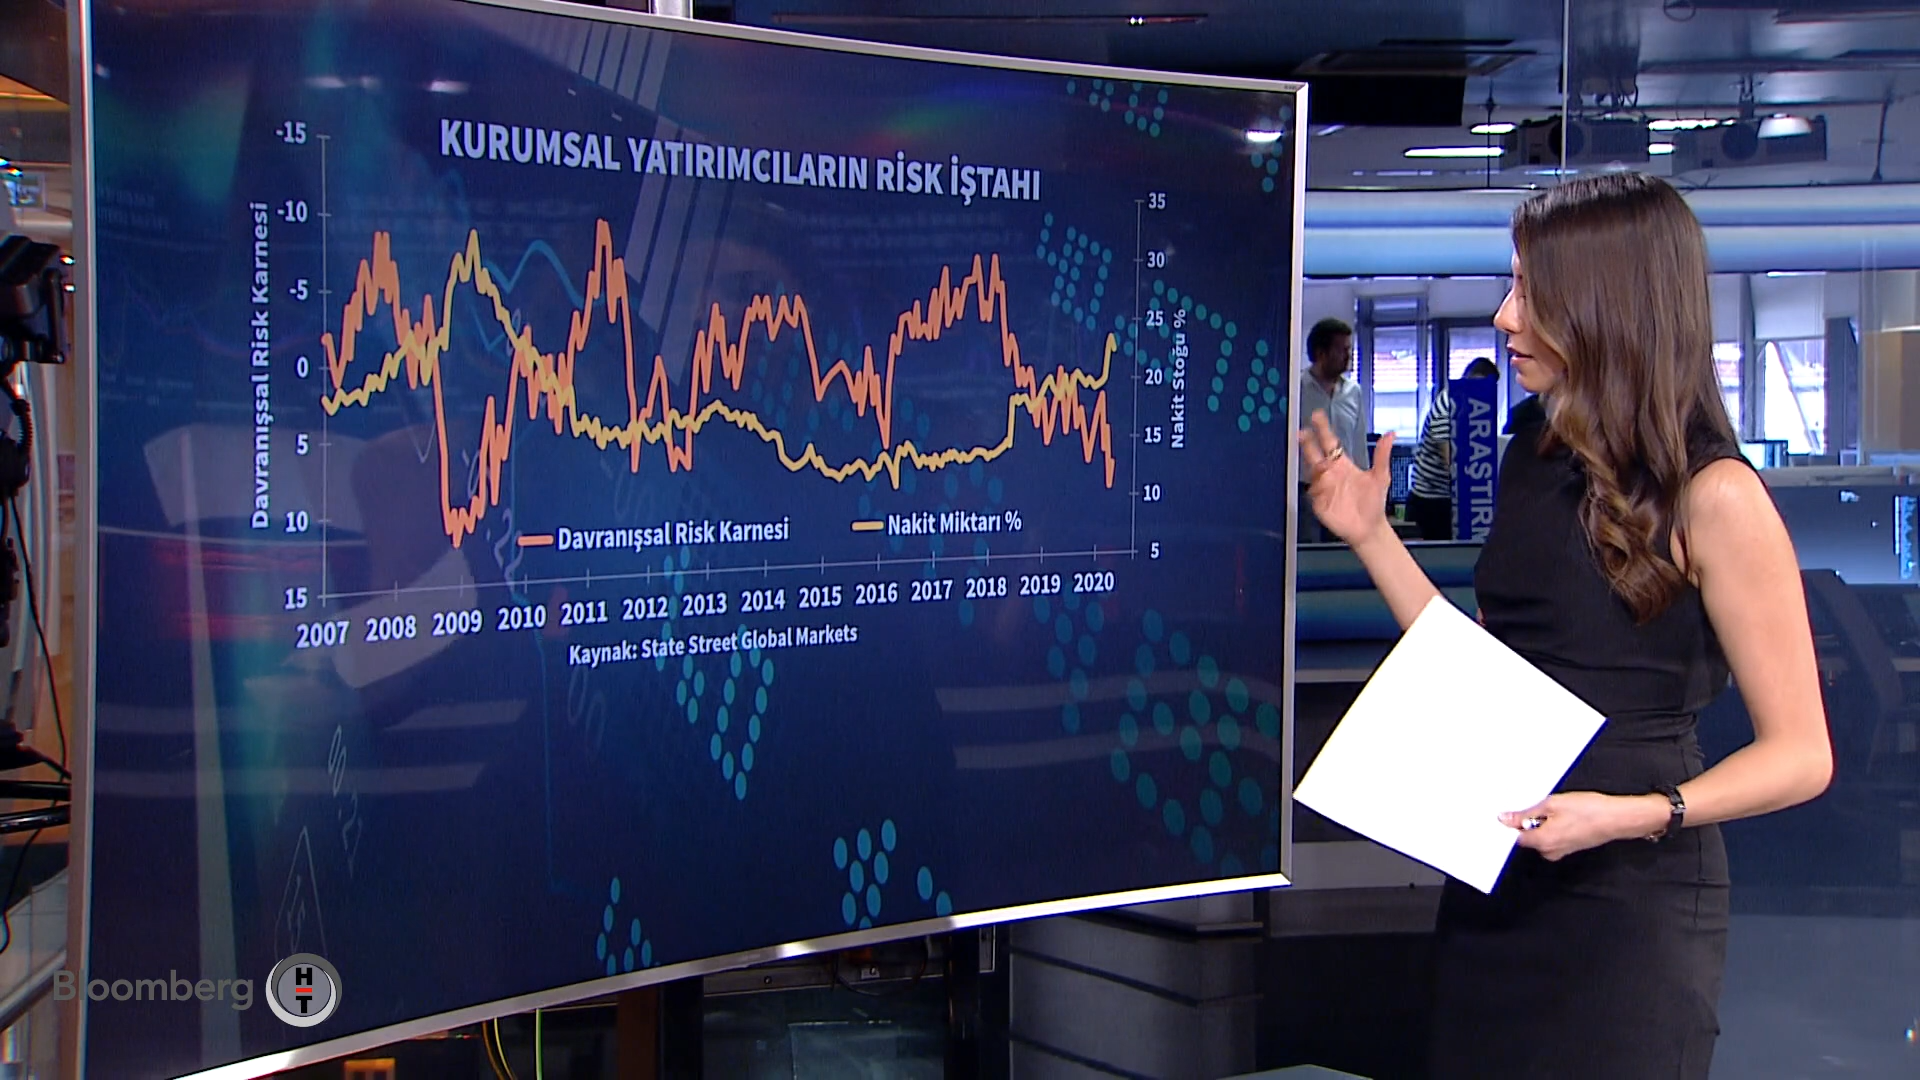 KURUMSAL YATIRIMCILARIN RİSK İŞTAHI
Davranışsal Risk Karnesi
-15
-10
-5
0
5
10
15
35
30
25
20
15
10
5
Nakit Stoğu %
Davranışsal Risk Karnesi
Nakit Miktarı %
2007 2008 2009 2010 2011 2012 2013 2014 2015 2016 2017 2018 2019 2020
Kaynak: State Street Global Markets
Bloomberg HT